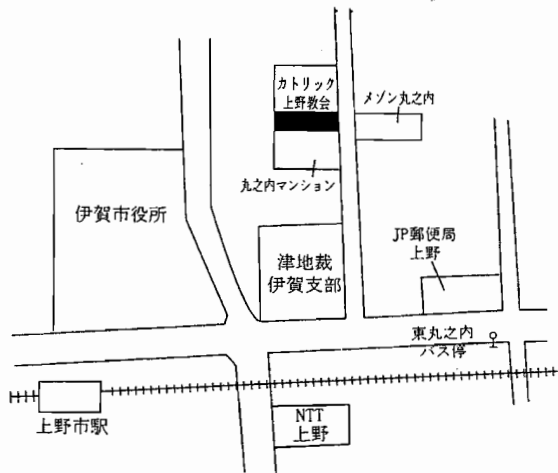 カトリック
上野教会
メゾン丸之内
丸之内マンション
伊賀市役所
津地裁
伊賀支部
JP郵便局
上野
東丸之内
バス停
上野市駅
NTT
上野